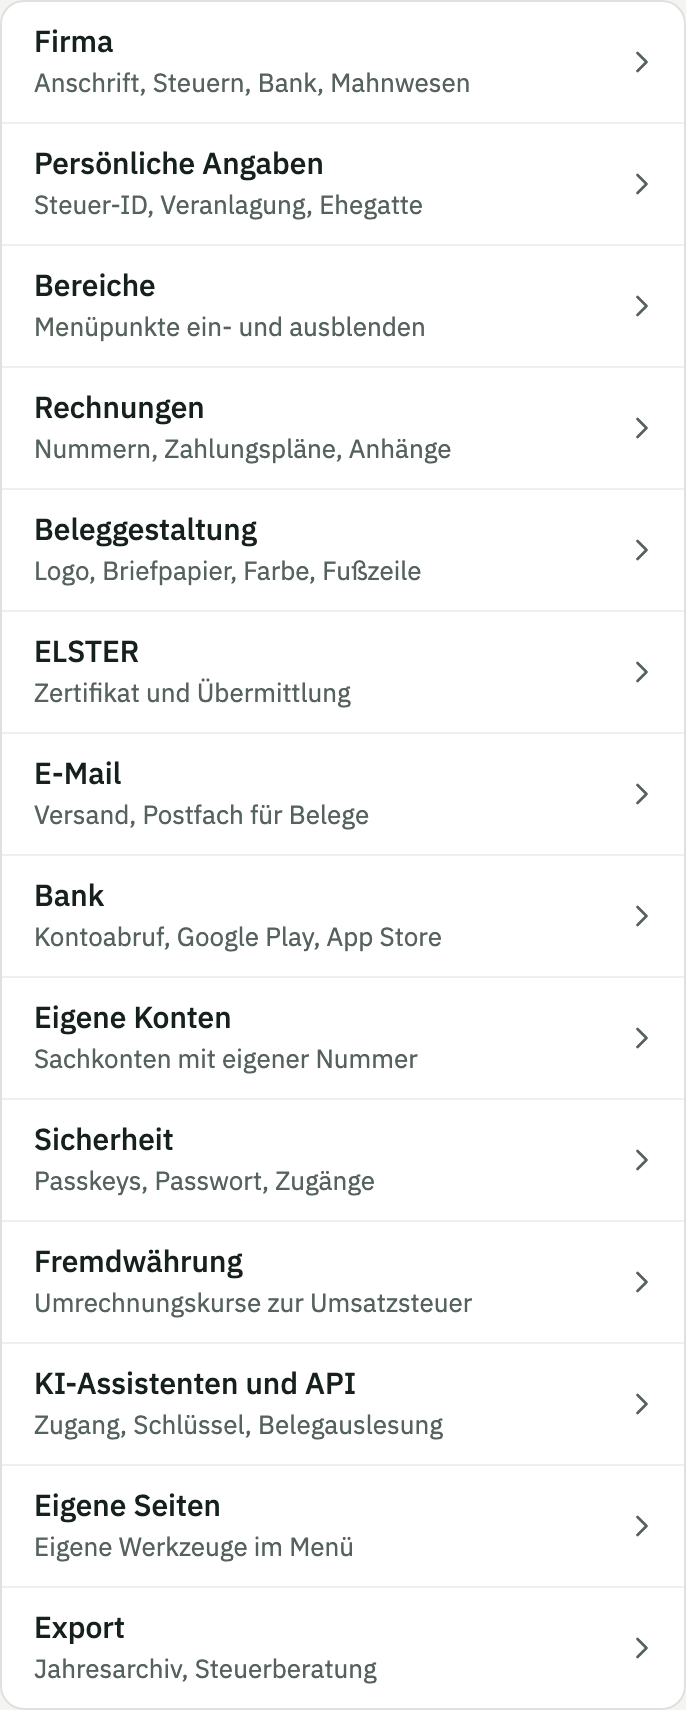 Firma
Anschrift, Steuern, Bank, Mahnwesen
Persönliche Angaben
Steuer-ID, Veranlagung, Ehegatte
Bereiche
Menüpunkte ein- und ausblenden
Rechnungen
Nummern, Zahlungspläne, Anhänge
Beleggestaltung
Logo, Briefpapier, Farbe, Fußzeile
ELSTER
Zertifikat und Übermittlung
E-Mail
Versand, Postfach für Belege
Bank
Kontoabruf, Google Play, App Store
Eigene Konten
Sachkonten mit eigener Nummer
Sicherheit
Passkeys, Passwort, Zugänge
Fremdwährung
Umrechnungskurse zur Umsatzsteuer
KI-Assistenten und API
Zugang, Schlüssel, Belegauslesung
Eigene Seiten
Eigene Werkzeuge im Menü
Export
Jahresarchiv, Steuerberatung